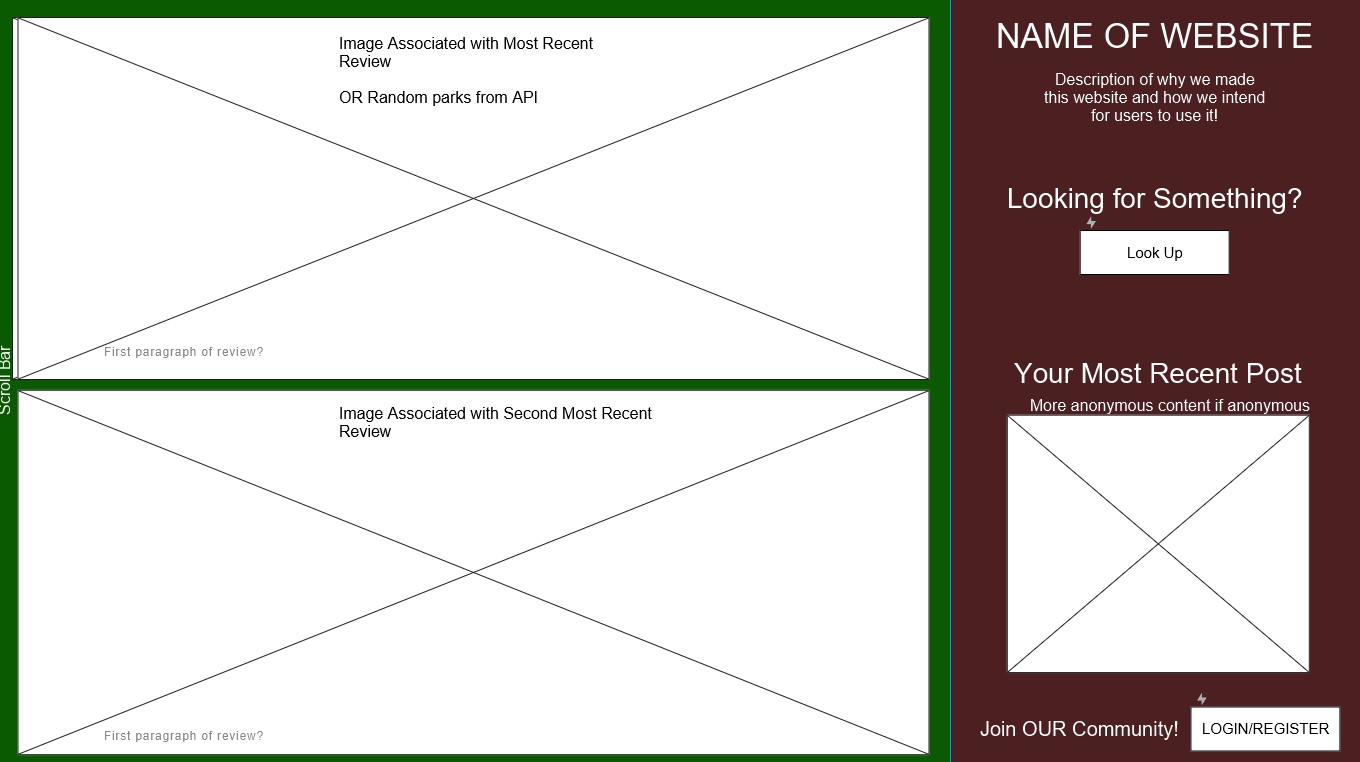 Image Associated with Most Recent
Review
OR Random parks from API
First paragraph of review?
Scroll Bar
Image Associated with Second Most Recent
Review
First paragraph of review?
NAME OF WEBSITE
Description of why we made
this website and how we intend
for users to use it!
Looking for Something?
Look Up
Your Most Recent Post
More anonymous content if anonymous
Join OUR Community!
LOGIN/REGISTER